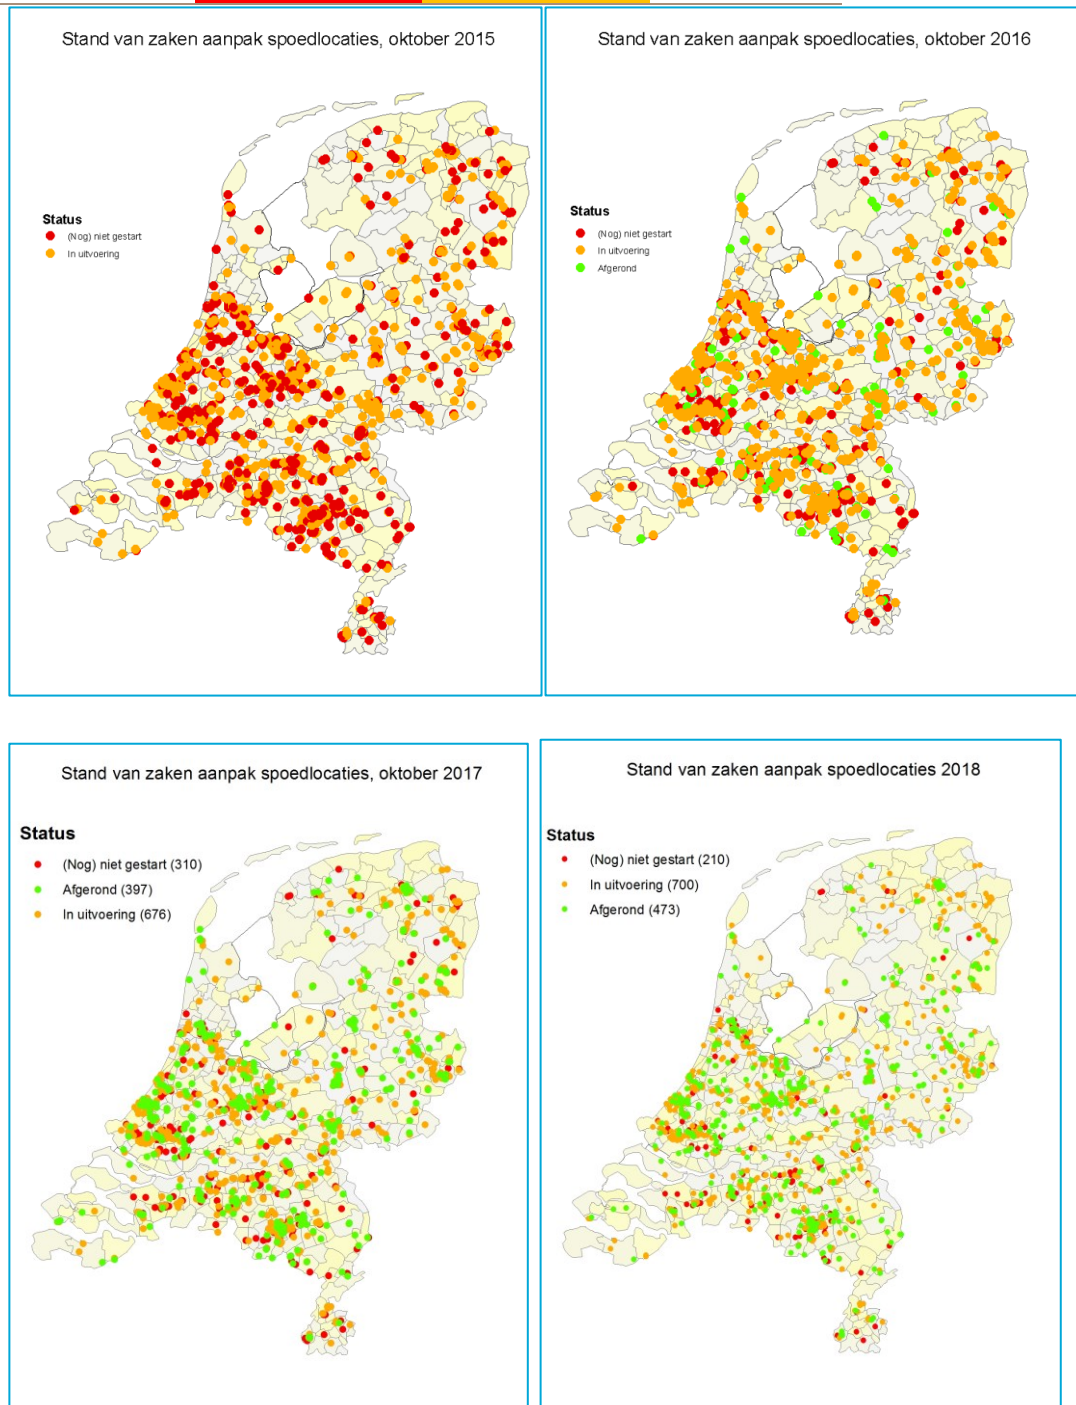 Stand van zaken aanpak spoedlocaties, oktober 2015
Status
(Nog) niet gestart
In uitvoering
Stand van zaken aanpak spoedlocaties, oktober 2016
Status
(Nog) niet gestart
In uitvoering
Afgerond
Stand van zaken aanpak spoedlocaties, oktober 2017
Status
(Nog) niet gestart (310)
Afgerond (397)
In uitvoering (676)
Stand van zaken aanpak spoedlocaties 2018
Status
(Nog) niet gestart (210)
In uitvoering (700)
Afgerond (473)